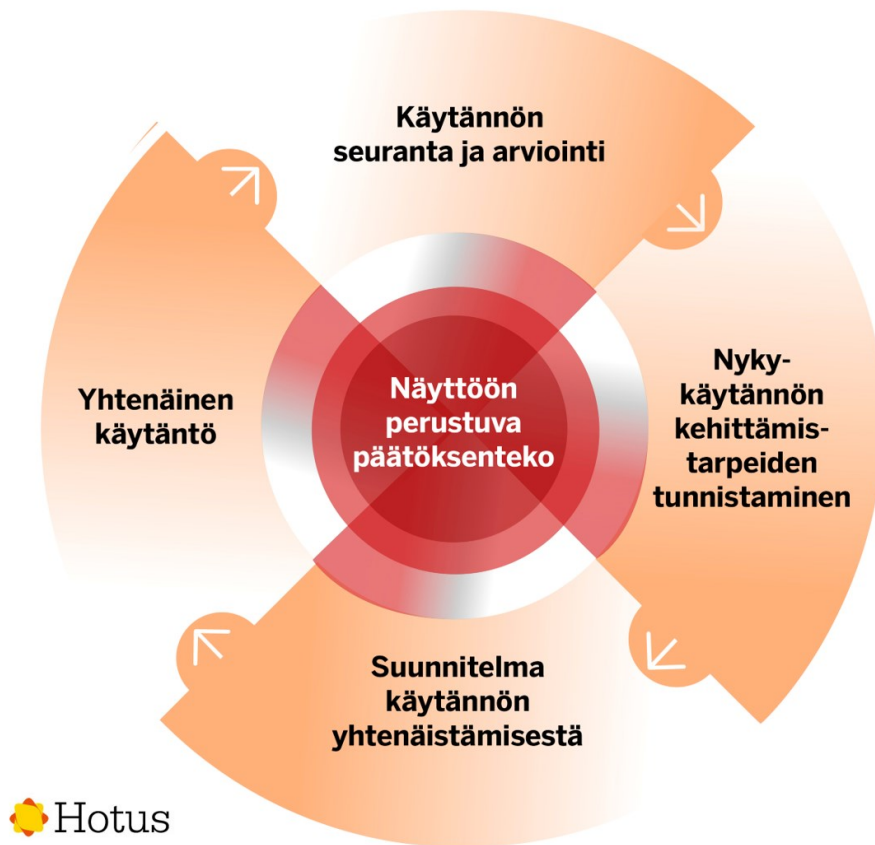 Käytännön
seuranta ja arviointi
Nyky-
käytännön
kehittämis-
tarpeiden
tunnistaminen
Suunnitelma
käytännön
yhtenäistämisestä
Yhtenäinen
käytäntö
Näyttöön
perustuva
päätöksenteko
Hotus